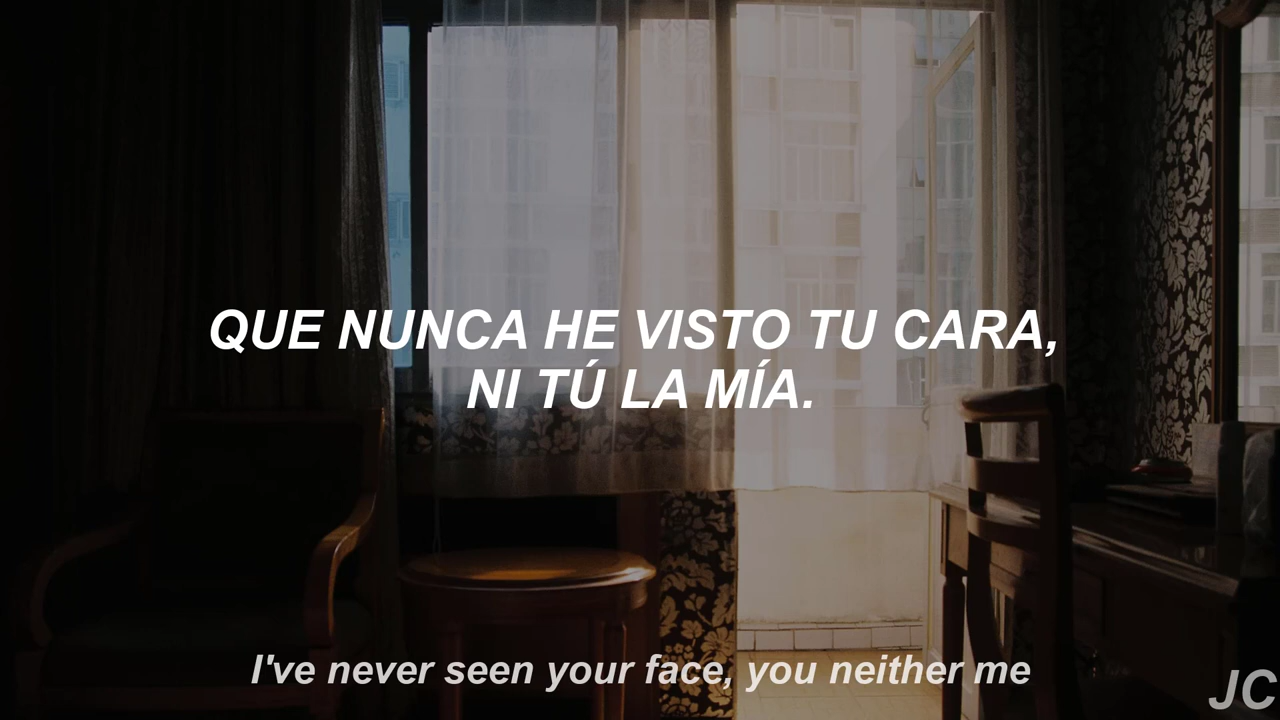 QUE NUNCA HE VISTO TU CARA,
NI TÚ LA MÍA.
I've never seen your face, you neither me
JC